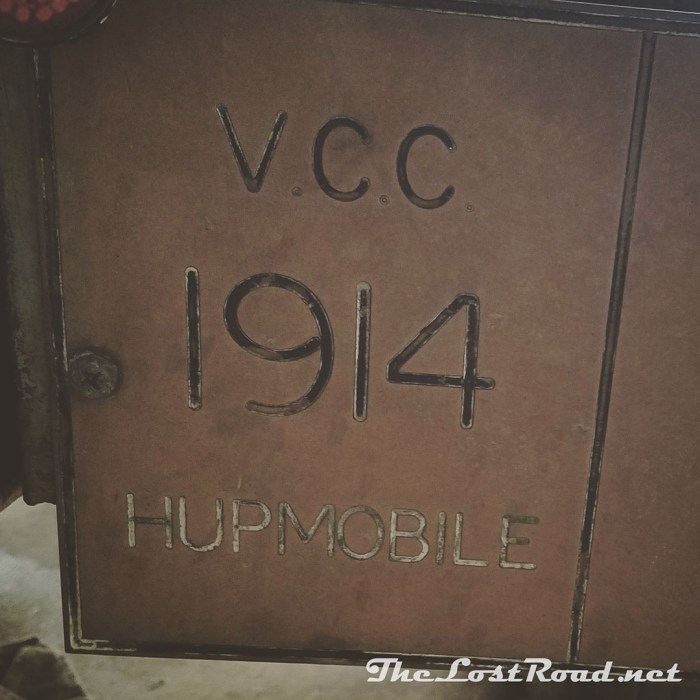 V.C.C.
1914
HUPMOBILE
TheLostRoad.net